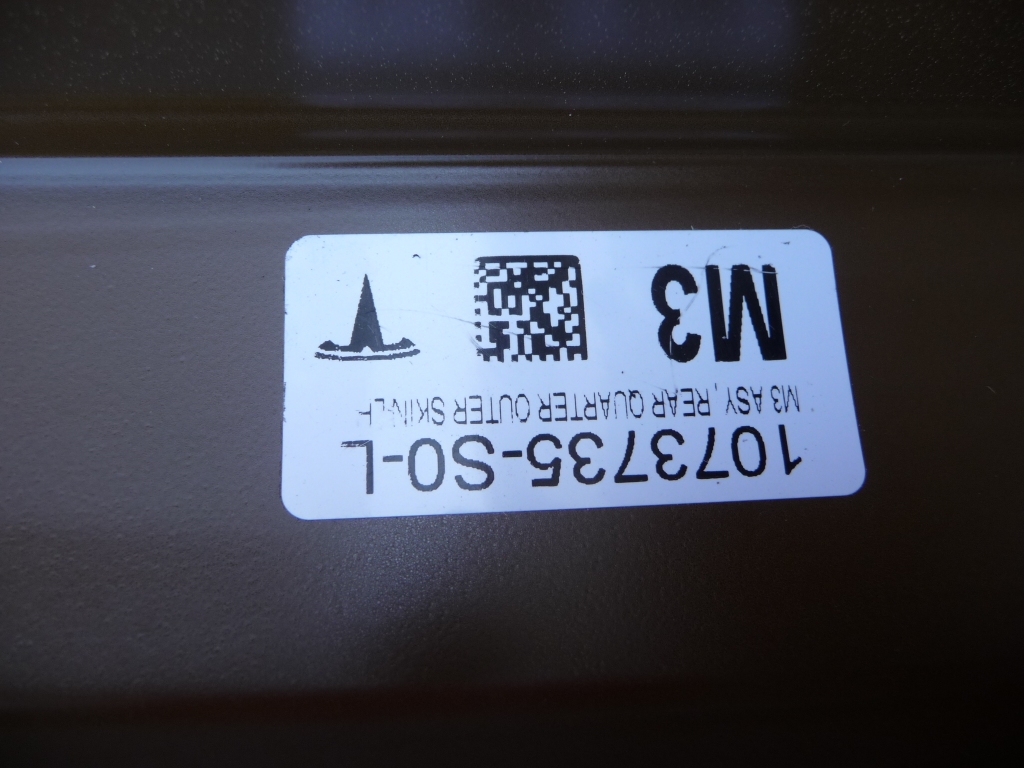 1073735-S0-L
M3 ASY, REAR QUARTER OUTER SKIN-LH
M3